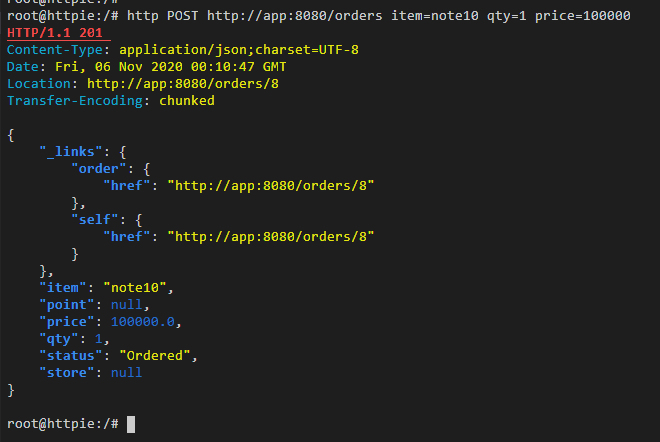 root@httpie:/#
root@httpie:/# http POST http://app:8080/orders item=note10 qty=1 price=100000
HTTP/1.1 201
Content-Type: application/json;charset=UTF-8
Date: Fri, 06 Nov 2020 00:10:47 GMT
Location: http://app:8080/orders/8
Transfer-Encoding: chunked
{
    "_links": {
        "order": {
            "href": "http://app:8080/orders/8"
        },
        "self": {
            "href": "http://app:8080/orders/8"
        }
    },
    "item": "note10",
    "point": null,
    "price": 100000.0,
    "qty": 1,
    "status": "Ordered",
    "store": null
}
root@httpie:/#